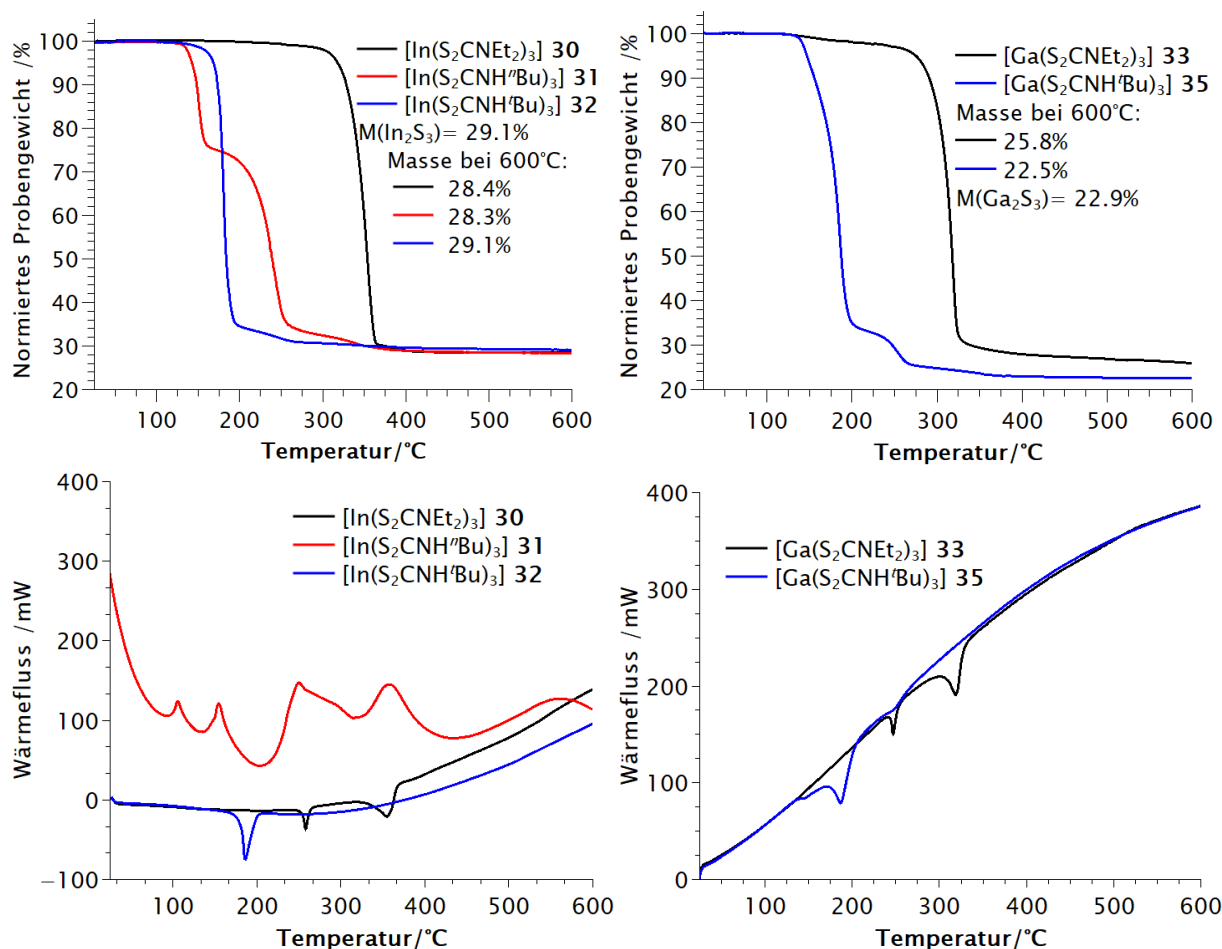 [In(S₂CNEt₂)₃] 30
[In(S₂CNHⁿBu)₃] 31
[In(S₂CNHᵗBu)₃] 32
M(In₂S₃)= 29.1%
Masse bei 600°C:
28.4%
28.3%
29.1%
Normiertes Probengewicht /%
100
90
80
70
60
50
40
30
20
100 200 300 400 500 600
Temperatur/°C
[Ga(S₂CNEt₂)₃] 33
[Ga(S₂CNHᵗBu)₃] 35
Masse bei 600°C:
25.8%
22.5%
M(Ga₂S₃)= 22.9%
Normiertes Probengewicht /%
100
90
80
70
60
50
40
30
20
100 200 300 400 500 600
Temperatur/°C
[In(S₂CNEt₂)₃] 30
[In(S₂CNHⁿBu)₃] 31
[In(S₂CNHᵗBu)₃] 32
Wärmefluss /mW
400
300
200
100
0
−100
100 200 300 400 500 600
Temperatur/°C
[Ga(S₂CNEt₂)₃] 33
[Ga(S₂CNHᵗBu)₃] 35
Wärmefluss /mW
400
300
200
100
0
100 200 300 400 500 600
Temperatur/°C